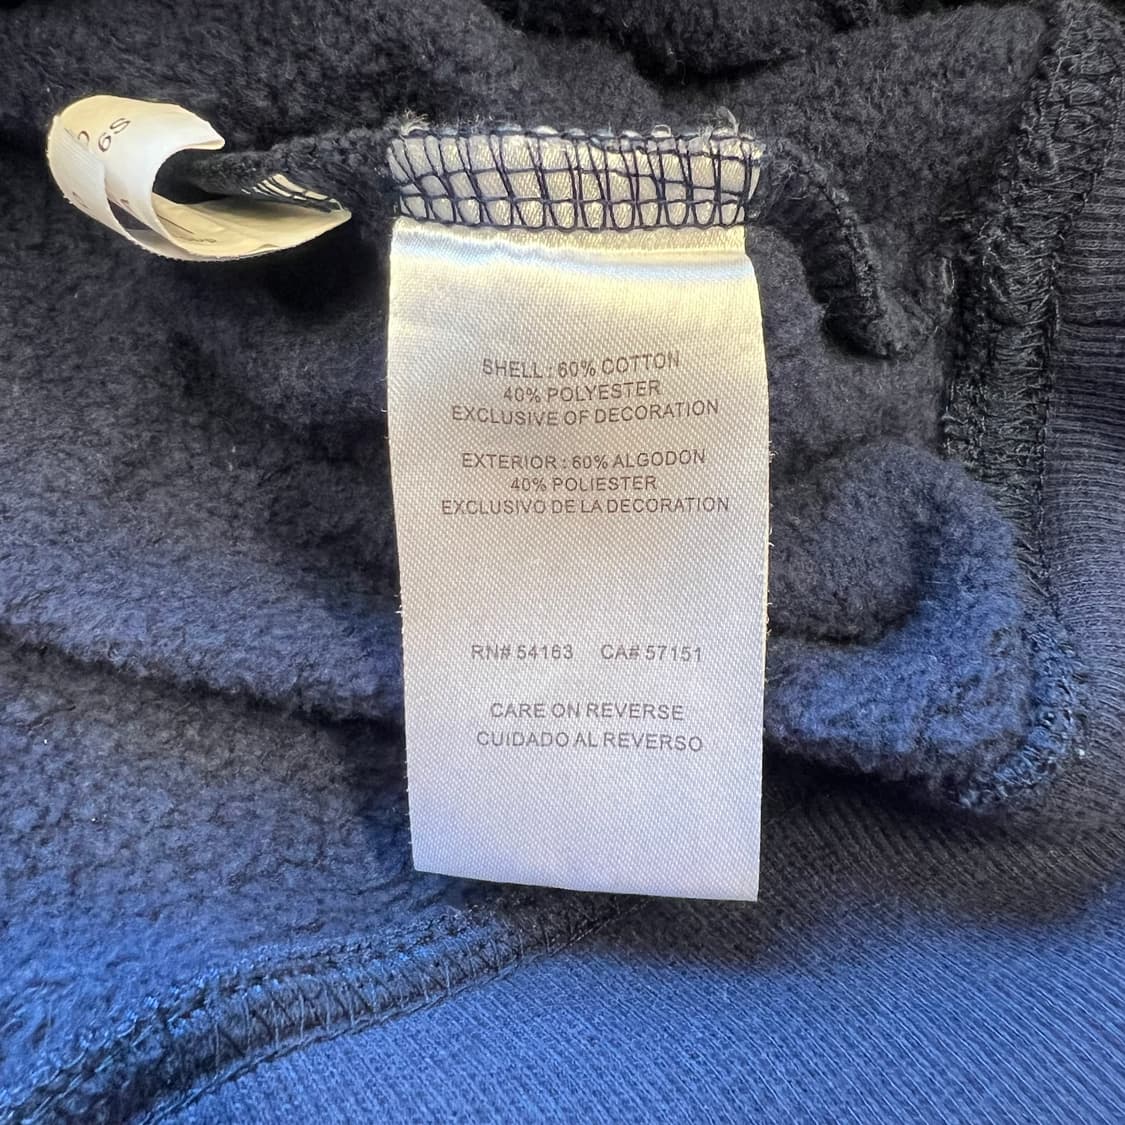 SHELL : 60% COTTON
40% POLYESTER
EXCLUSIVE OF DECORATION
EXTERIOR : 60% ALGODON
40% POLIESTER
EXCLUSIVO DE LA DECORATION
RN# 54163 CA# 57151
CARE ON REVERSE
CUIDADO AL REVERSO